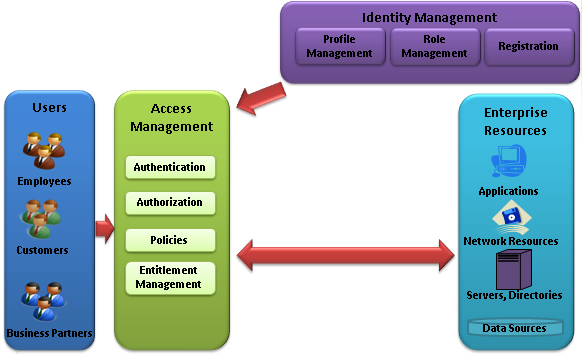 Identity Management
Profile
Management
Role
Management
Registration
Users
Employees
Customers
Business Partners
Access
Management
Authentication
Authorization
Policies
Entitlement
Management
Enterprise
Resources
Applications
Network Resources
Servers, Directories
Data Sources